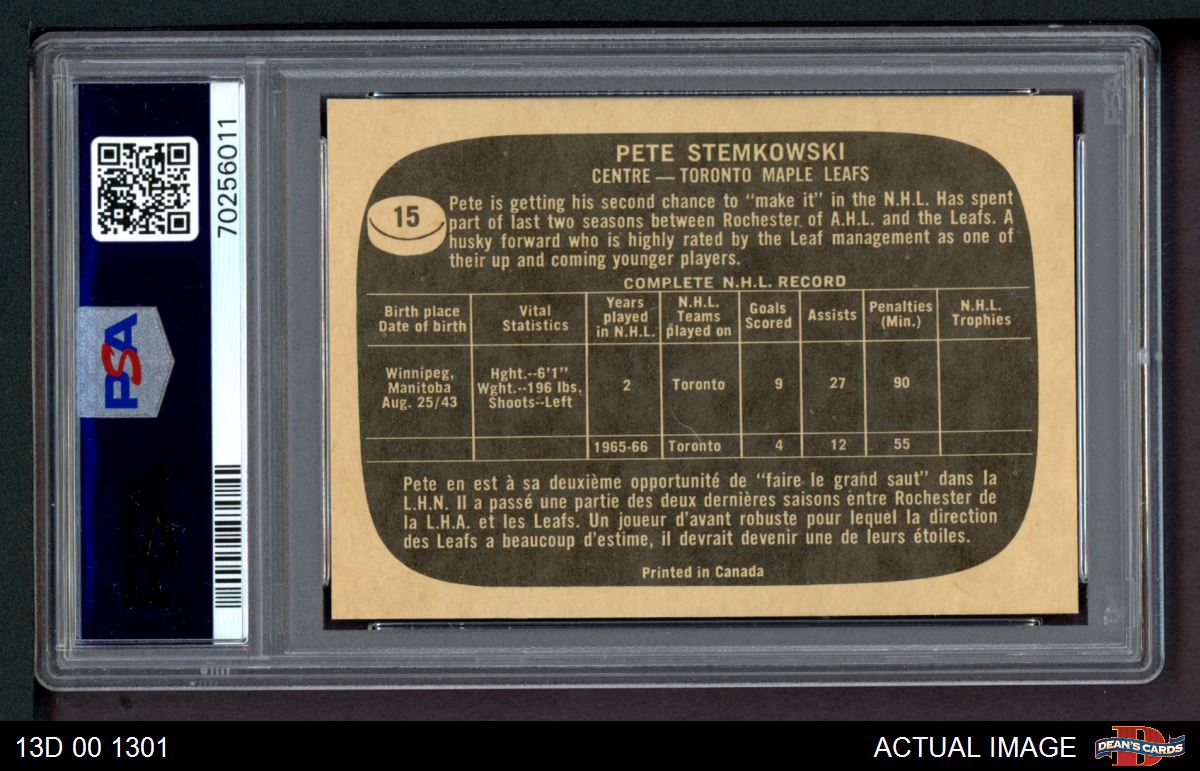 70256011
PSA
PSA
PETE STEMKOWSKI
CENTRE — TORONTO MAPLE LEAFS
15
Pete is getting his second chance to "make it" in the N.H.L. Has spent
part of last two seasons between Rochester of A.H.L. and the Leafs. A
husky forward who is highly rated by the Leaf management as one of
their up and coming younger players.
COMPLETE N.H.L. RECORD
Birth place Date of birth | Vital Statistics | Years played in N.H.L. | N.H.L. Teams played on | Goals Scored | Assists | Penalties (Min.) | N.H.L. Trophies
Winnipeg, Manitoba Aug. 25/43 | Hght.--6'1" Wght.--196 lbs. Shoots--Left | 2 | Toronto | 9 | 27 | 90
1965-66 | Toronto | 4 | 12 | 55
Pete en est à sa deuxième opportunité de "faire le grand saut" dans la
L.H.N. Il a passé une partie des deux dernières saisons entre Rochester de
la L.H.A. et les Leafs. Un joueur d'avant robuste pour lequel la direction
des Leafs a beaucoup d'estime, il devrait devenir une de leurs étoiles.
Printed in Canada
PSA
13D 00 1301
ACTUAL IMAGE
DEAN'S CARDS